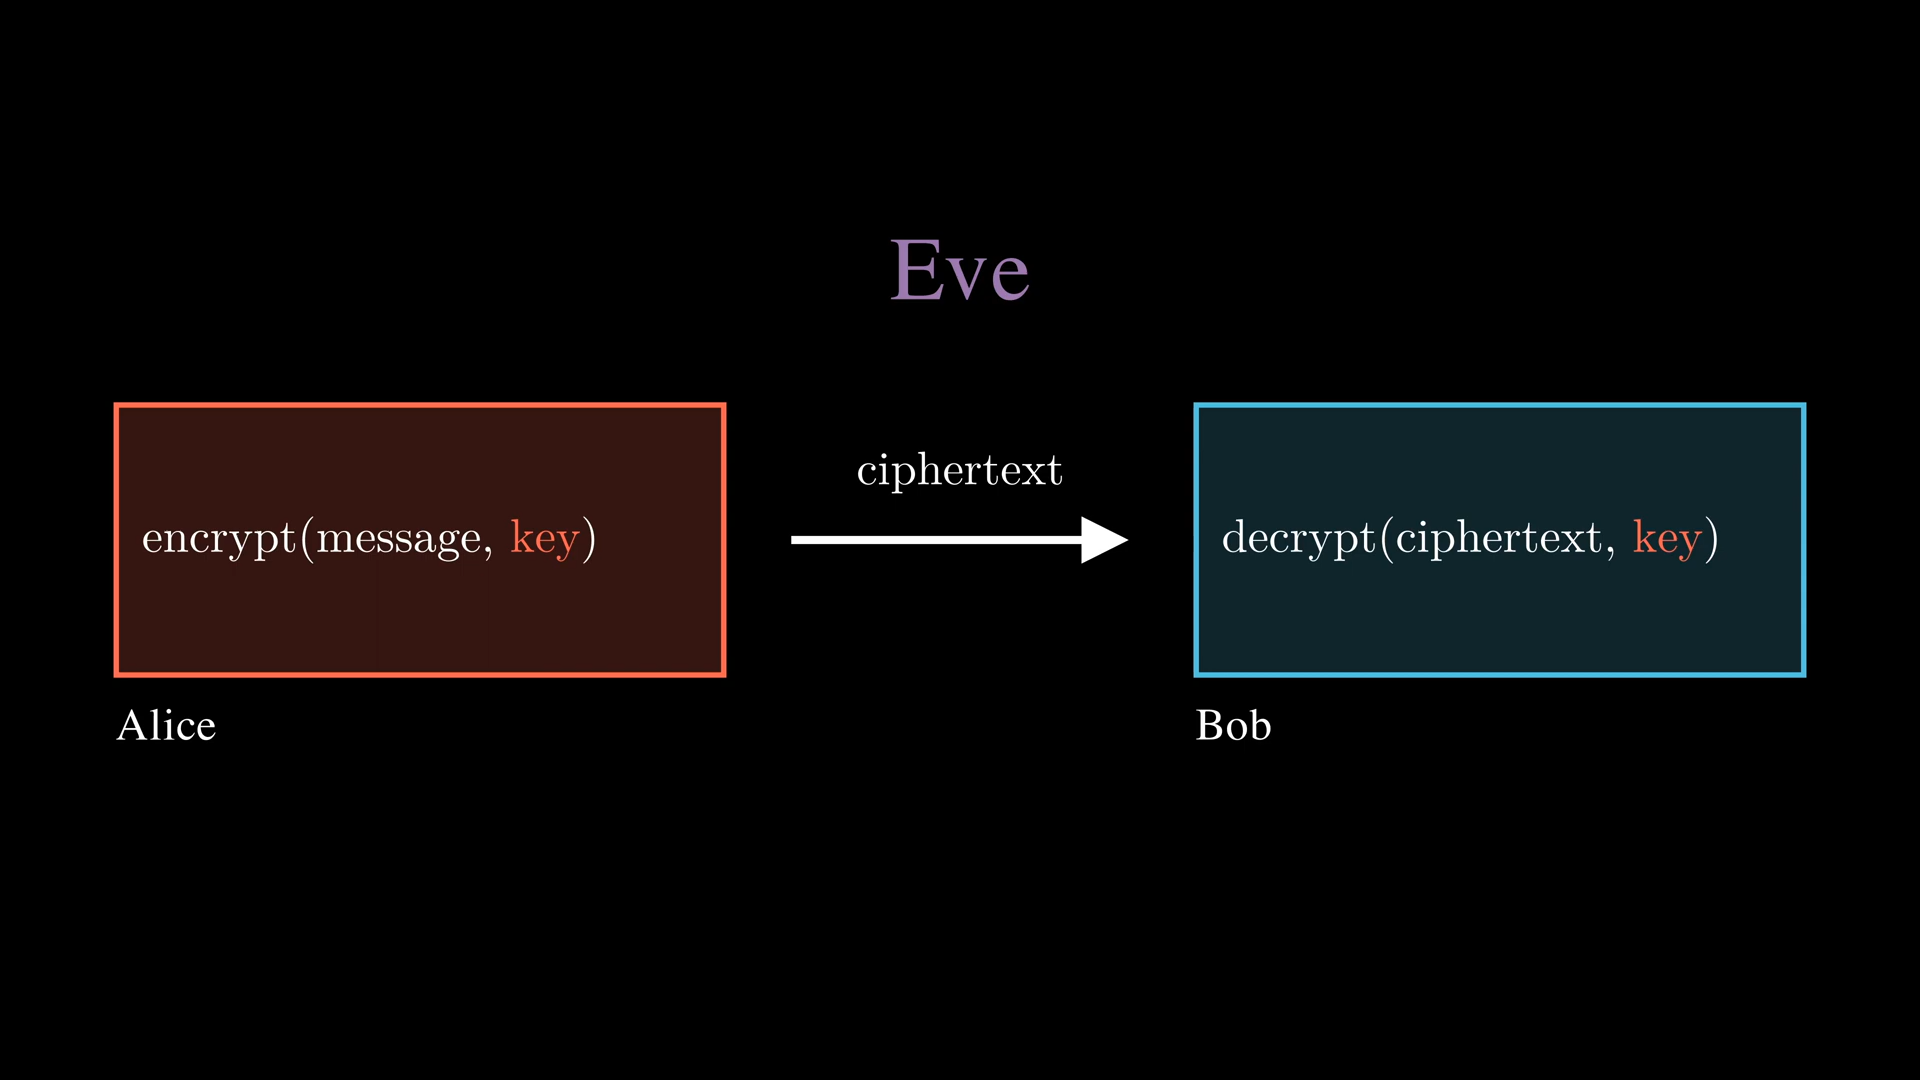 Eve
ciphertext
encrypt(message, key)
decrypt(ciphertext, key)
Alice
Bob